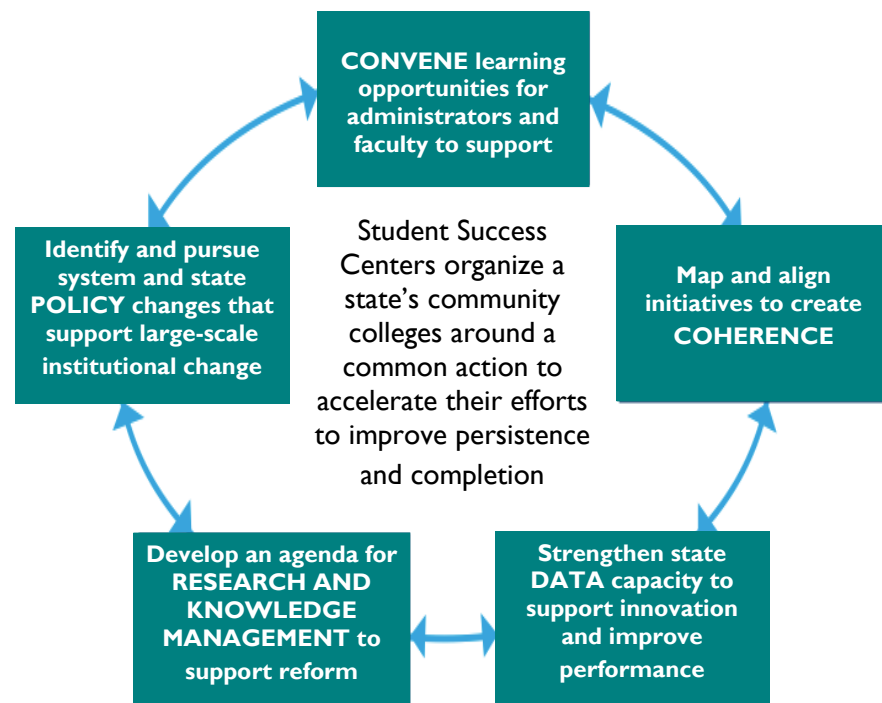 CONVENE learning
opportunities for
administrators and
faculty to support
Identify and pursue
system and state
POLICY changes that
support large-scale
institutional change
Student Success
Centers organize a
state’s community
colleges around a
common action to
accelerate their efforts
to improve persistence
and completion
Map and align
initiatives to create
COHERENCE
Develop an agenda for
RESEARCH AND
KNOWLEDGE
MANAGEMENT to
support reform
Strengthen state
DATA capacity to
support innovation
and improve
performance